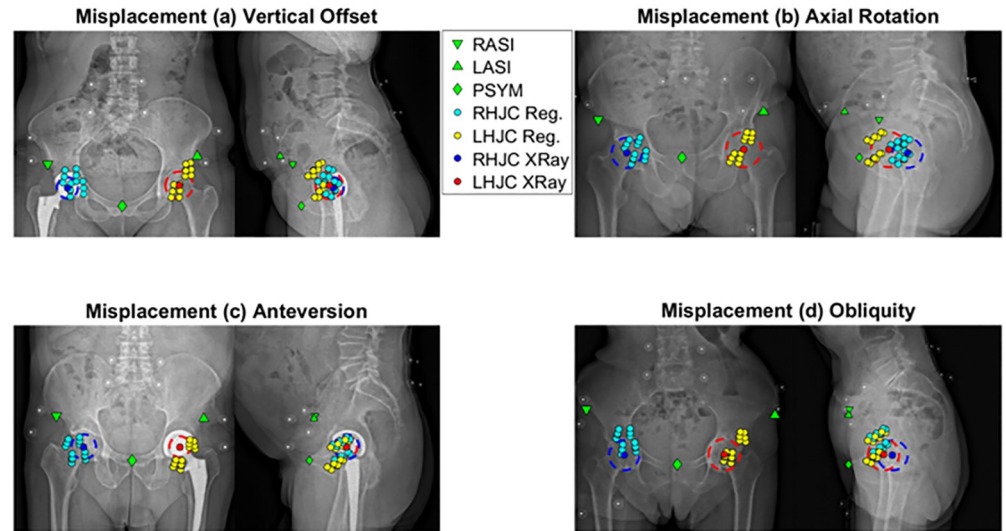 Misplacement (a) Vertical Offset
Misplacement (b) Axial Rotation
RASI
LASI
PSYM
RHJC Reg.
LHJC Reg.
RHJC XRay
LHJC XRay
Misplacement (c) Anteversion
Misplacement (d) Obliquity